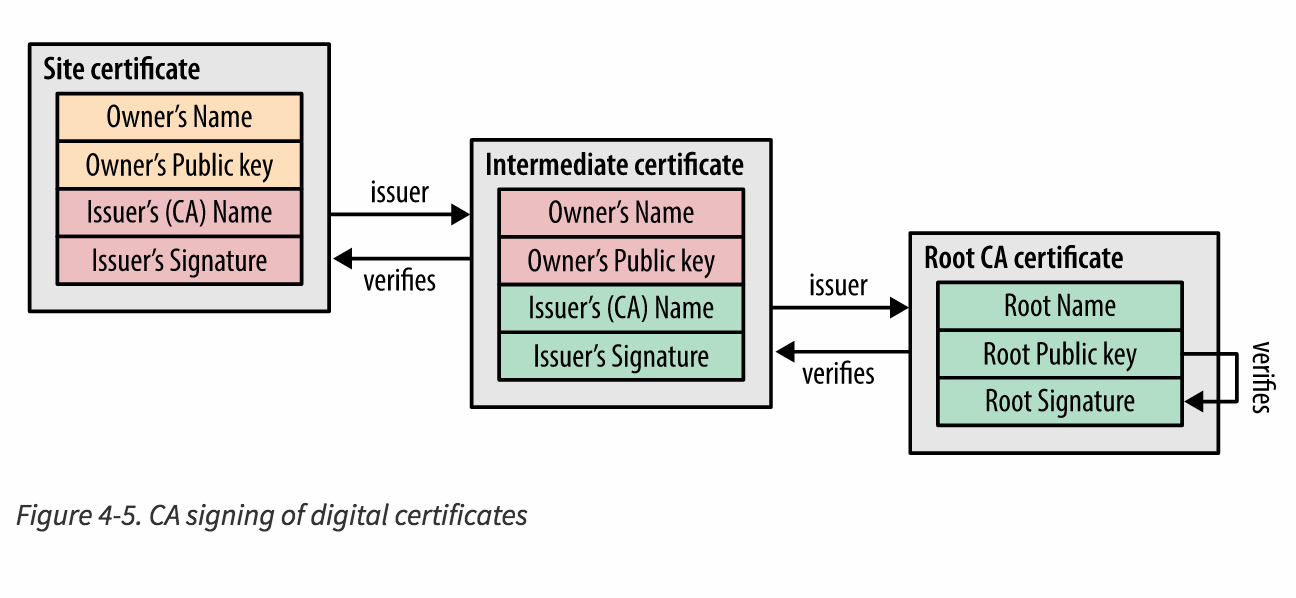 Site certificate
Owner’s Name
Owner’s Public key
Issuer’s (CA) Name
Issuer’s Signature
issuer
verifies
Intermediate certificate
Owner’s Name
Owner’s Public key
Issuer’s (CA) Name
Issuer’s Signature
issuer
verifies
Root CA certificate
Root Name
Root Public key
Root Signature
verifies
Figure 4-5. CA signing of digital certificates